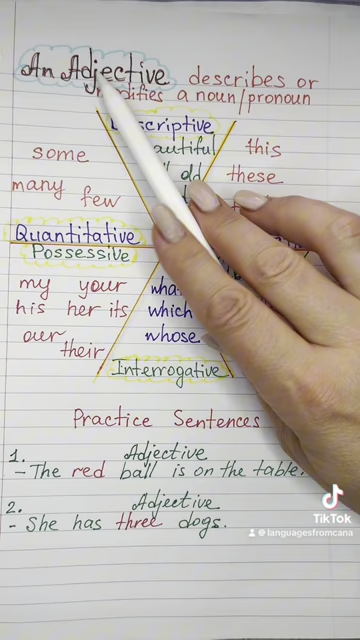 An Adjective describes or
a noun/pronoun
some this
old these
many few
Quantitative
Possessive
my your
his her its which
our whose
their
Interrogative
Practice Sentences
1. Adjective
- The red ball is on the table.
2. Adjective
- She has three dogs.
TikTok
@languagesfromcana